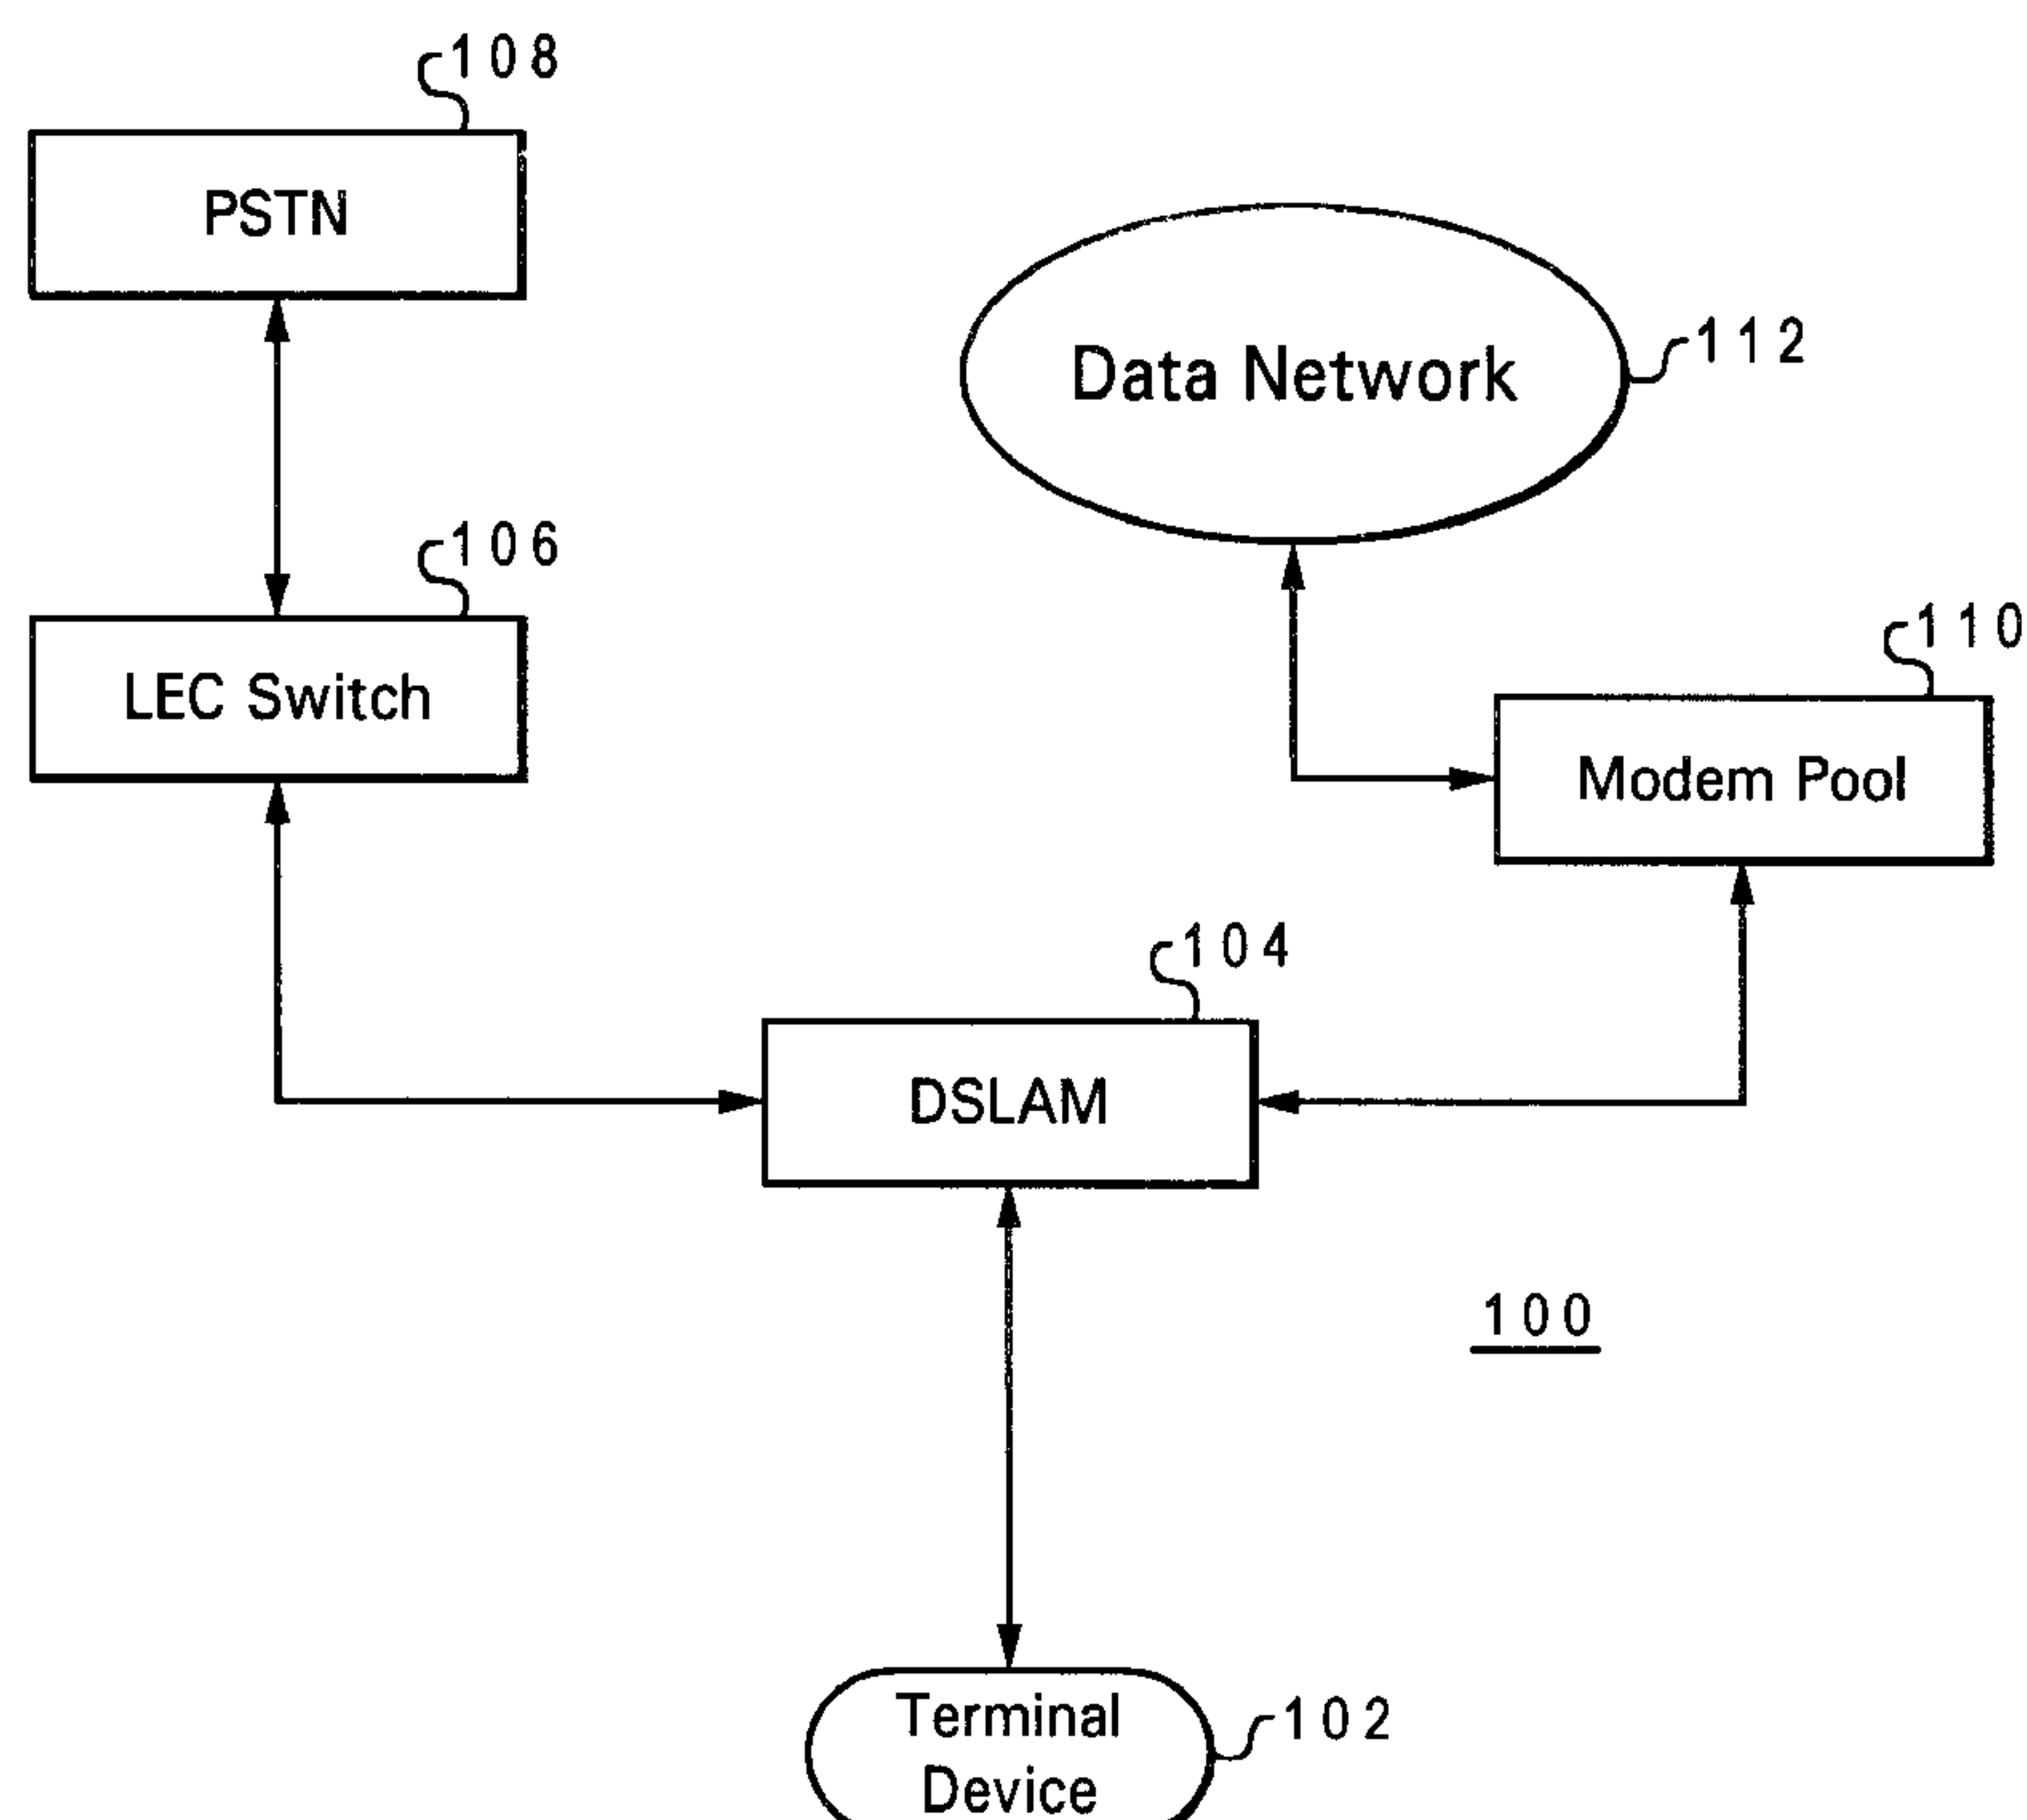 108
PSTN
Data Network
112
106
LEC Switch
110
Modem Pool
104
DSLAM
100
Terminal
Device
102